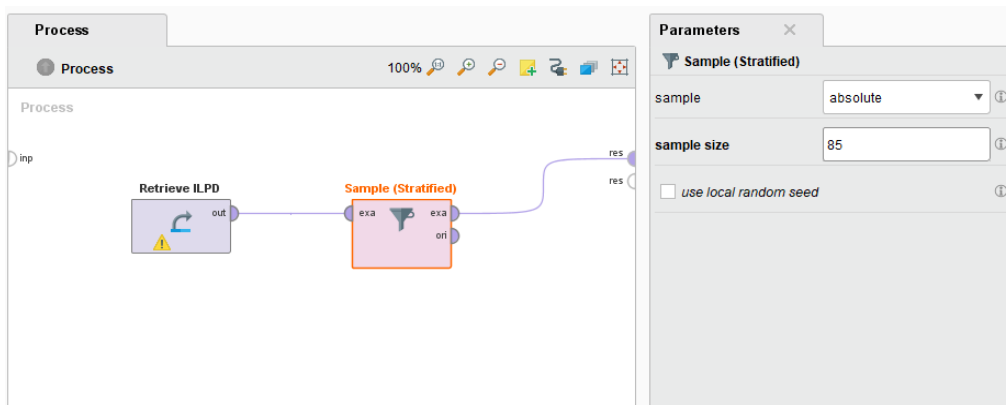 Process
Process
100%
Process
inp
res
res
Retrieve ILPD
out
Sample (Stratified)
exa
exa
ori
Parameters
Sample (Stratified)
sample
absolute
sample size
85
use local random seed